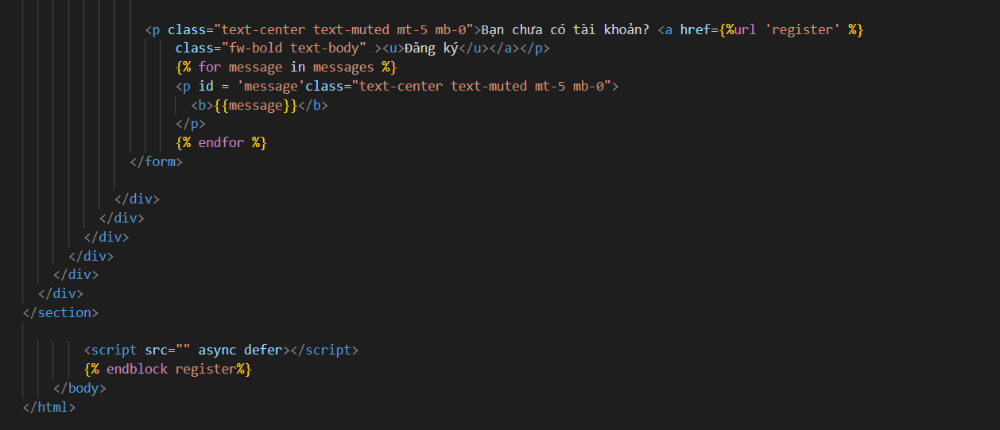 <p class="text-center text-muted mt-5 mb-0">Bạn chưa có tài khoản? <a href={%url 'register' %}
class="fw-bold text-body" ><u>Đăng ký</u></a></p>
{% for message in messages %}
<p id = 'message'class="text-center text-muted mt-5 mb-0">
<b>{{message}}</b>
</p>
{% endfor %}
</form>
</div>
</div>
</div>
</div>
</div>
</div>
</section>
<script src="" async defer></script>
{% endblock register%}
</body>
</html>